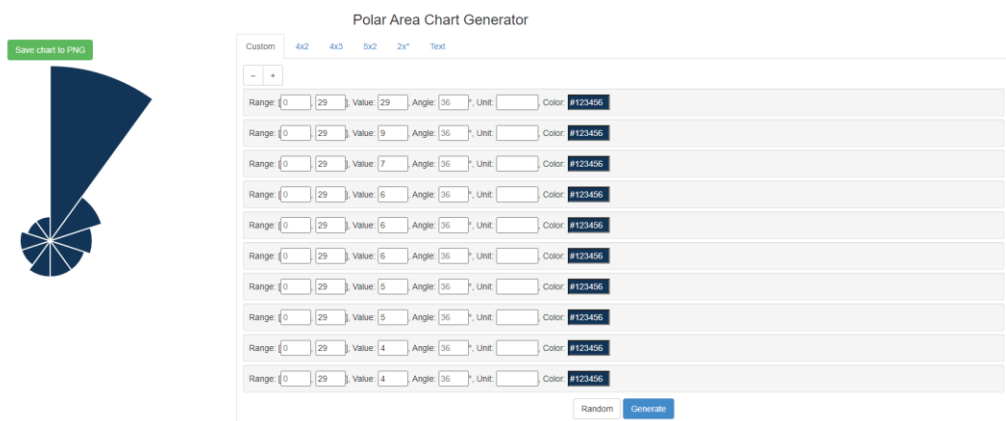 Polar Area Chart Generator
Save chart to PNG
Custom 4x2 4x3 5x2 2x* Text
− +
Range: [0, 29], Value: 29, Angle: 36 °, Unit: , Color: #123456
Range: [0, 29], Value: 9, Angle: 36 °, Unit: , Color: #123456
Range: [0, 29], Value: 7, Angle: 36 °, Unit: , Color: #123456
Range: [0, 29], Value: 6, Angle: 36 °, Unit: , Color: #123456
Range: [0, 29], Value: 6, Angle: 36 °, Unit: , Color: #123456
Range: [0, 29], Value: 6, Angle: 36 °, Unit: , Color: #123456
Range: [0, 29], Value: 5, Angle: 36 °, Unit: , Color: #123456
Range: [0, 29], Value: 5, Angle: 36 °, Unit: , Color: #123456
Range: [0, 29], Value: 4, Angle: 36 °, Unit: , Color: #123456
Range: [0, 29], Value: 4, Angle: 36 °, Unit: , Color: #123456
Random Generate